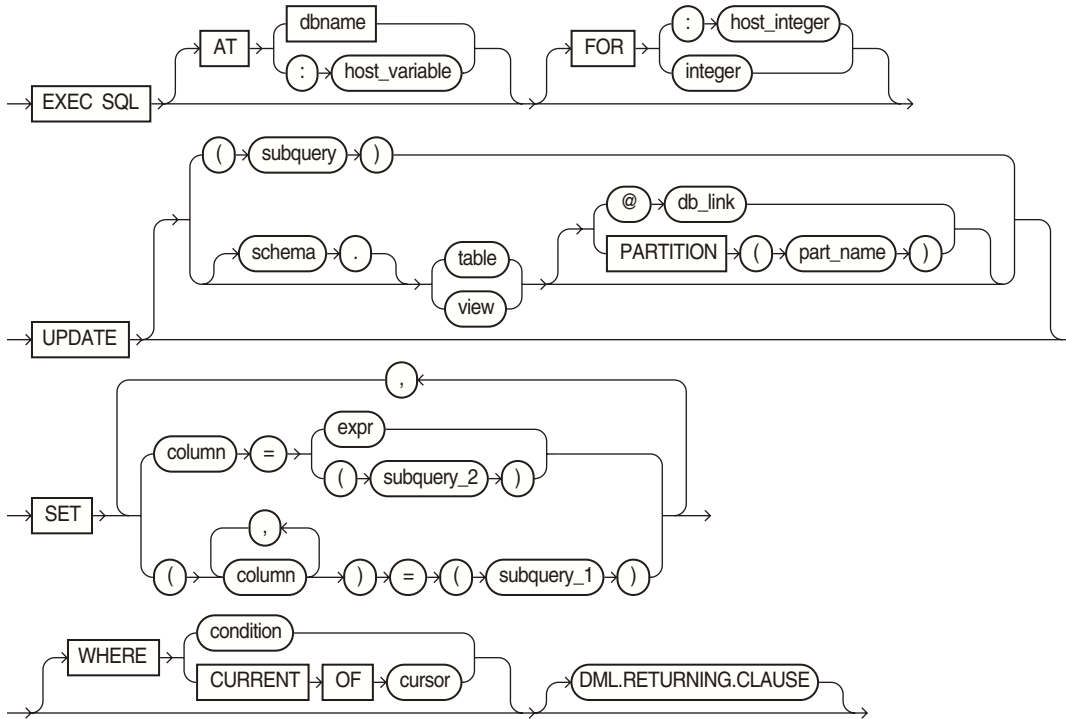 dbname
AT
FOR
: host_integer
: host_variable
integer
EXEC SQL
( subquery )
@ db_link
schema .
table
PARTITION ( part_name )
view
UPDATE
,
expr
column =
( subquery_2 )
SET
,
( column ) = ( subquery_1 )
condition
WHERE
CURRENT OF cursor
DML.RETURNING.CLAUSE